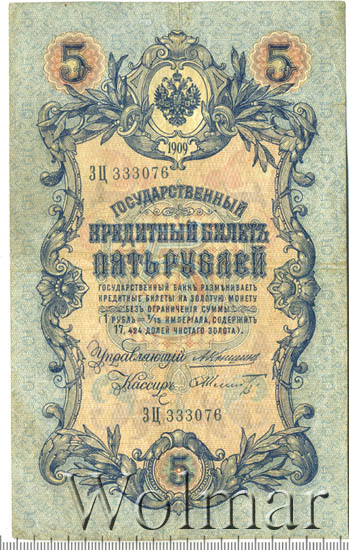 5 5
1909
ЗЦ 333076
ГОСУДАРСТВЕННЫЙ
КРЕДИТНЫЙ БИЛЕТЪ
ПЯТЬ РУБЛЕЙ
ГОСУДАРСТВЕННЫЙ БАНКЪ РАЗМѢНИВАЕТЪ
КРЕДИТНЫЕ БИЛЕТЫ НА ЗОЛОТУЮ МОНЕТУ
БЕЗЪ ОГРАНИЧЕНІЯ СУММЫ
(1 РУБЛЬ = 1/15 ИМПЕРІАЛА, СОДЕРЖИТЪ
17,424 ДОЛЕЙ ЧИСТАГО ЗОЛОТА).
Управляющій
Кассиръ
ЗЦ 333076
5
Wolmar